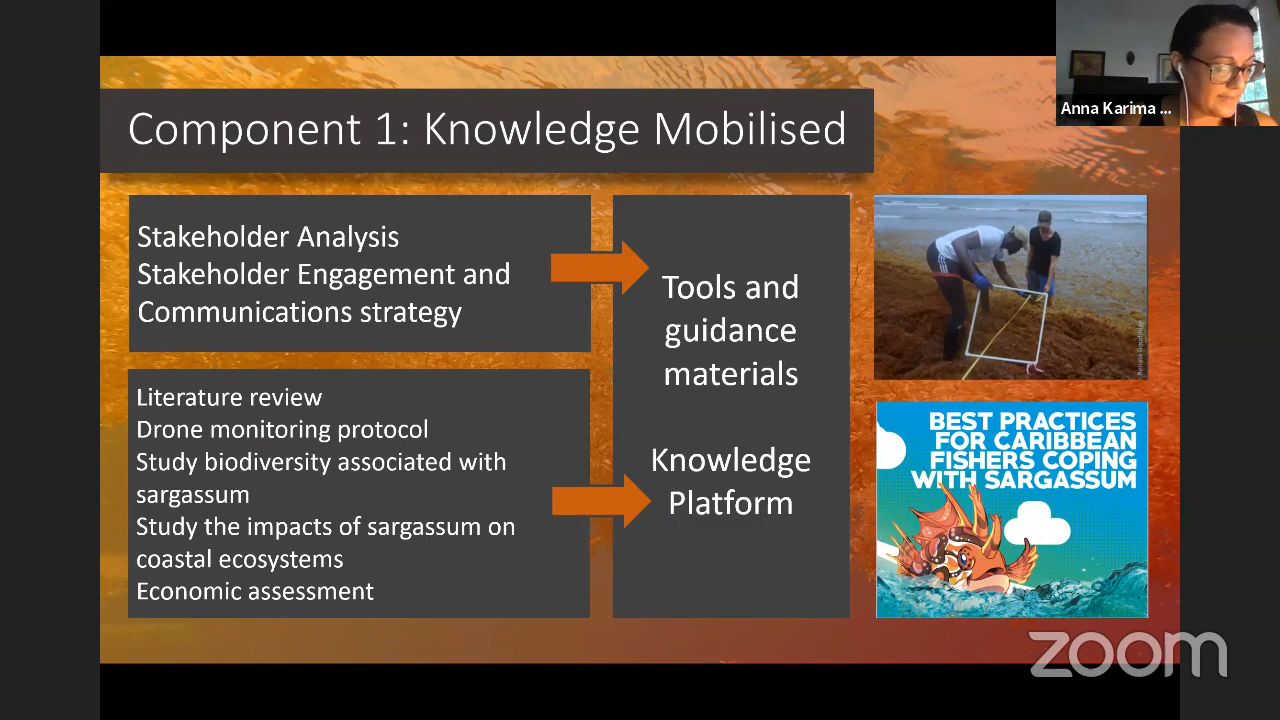 Component 1: Knowledge Mobilised
Anna Karima ...
Stakeholder Analysis
Stakeholder Engagement and
Communications strategy
Literature review
Drone monitoring protocol
Study biodiversity associated with
sargassum
Study the impacts of sargassum on
coastal ecosystems
Economic assessment
Tools and
guidance
materials
Knowledge
Platform
BEST PRACTICES
FOR CARIBBEAN
FISHERS COPING
WITH SARGASSUM
zoom